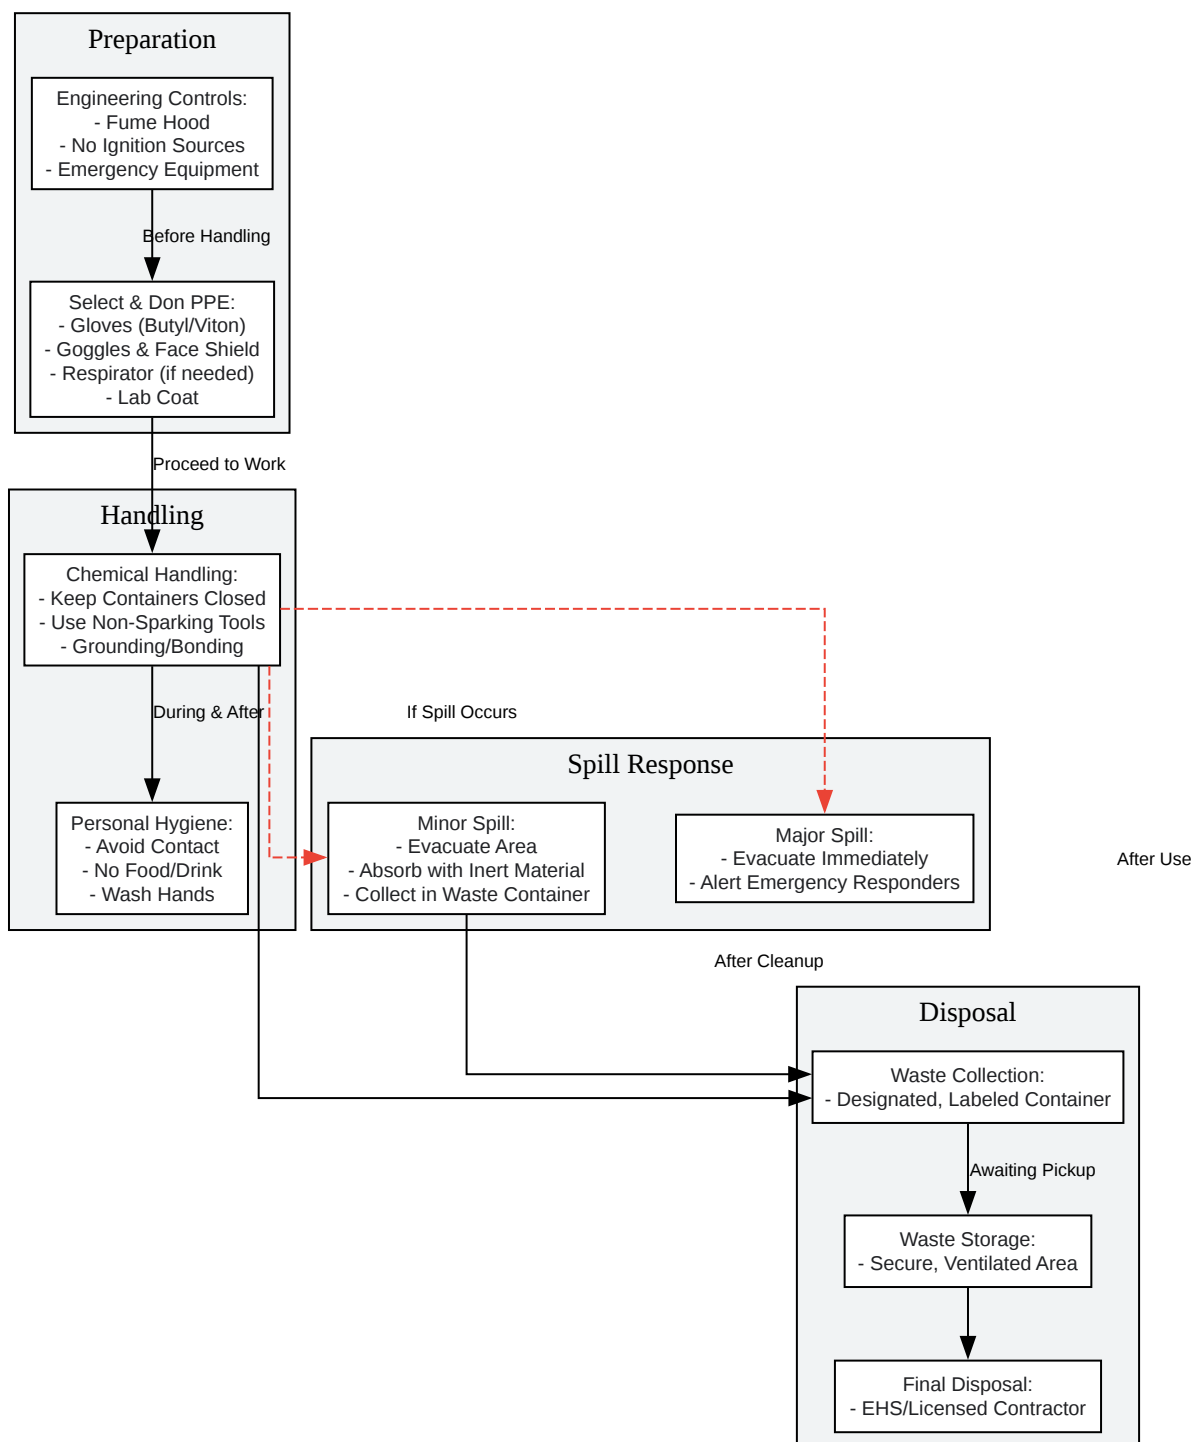 Preparation
Engineering Controls:
- Fume Hood
- No Ignition Sources
- Emergency Equipment
Before Handling
Select & Don PPE:
- Gloves (Butyl/Viton)
- Goggles & Face Shield
- Respirator (if needed)
- Lab Coat
Proceed to Work
Handling
Chemical Handling:
- Keep Containers Closed
- Use Non-Sparking Tools
- Grounding/Bonding
During & After
If Spill Occurs
Personal Hygiene:
- Avoid Contact
- No Food/Drink
- Wash Hands
Spill Response
Minor Spill:
- Evacuate Area
- Absorb with Inert Material
- Collect in Waste Container
Major Spill:
- Evacuate Immediately
- Alert Emergency Responders
After Use
After Cleanup
Disposal
Waste Collection:
- Designated, Labeled Container
Awaiting Pickup
Waste Storage:
- Secure, Ventilated Area
Final Disposal:
- EHS/Licensed Contractor